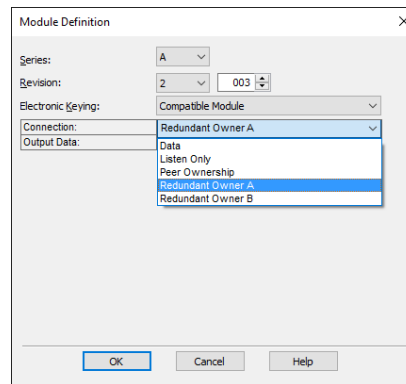 Module Definition
Series: A
Revision: 2 003
Electronic Keying: Compatible Module
Connection: Redundant Owner A
Output Data: Data
Listen Only
Peer Ownership
Redundant Owner A
Redundant Owner B
OK Cancel Help